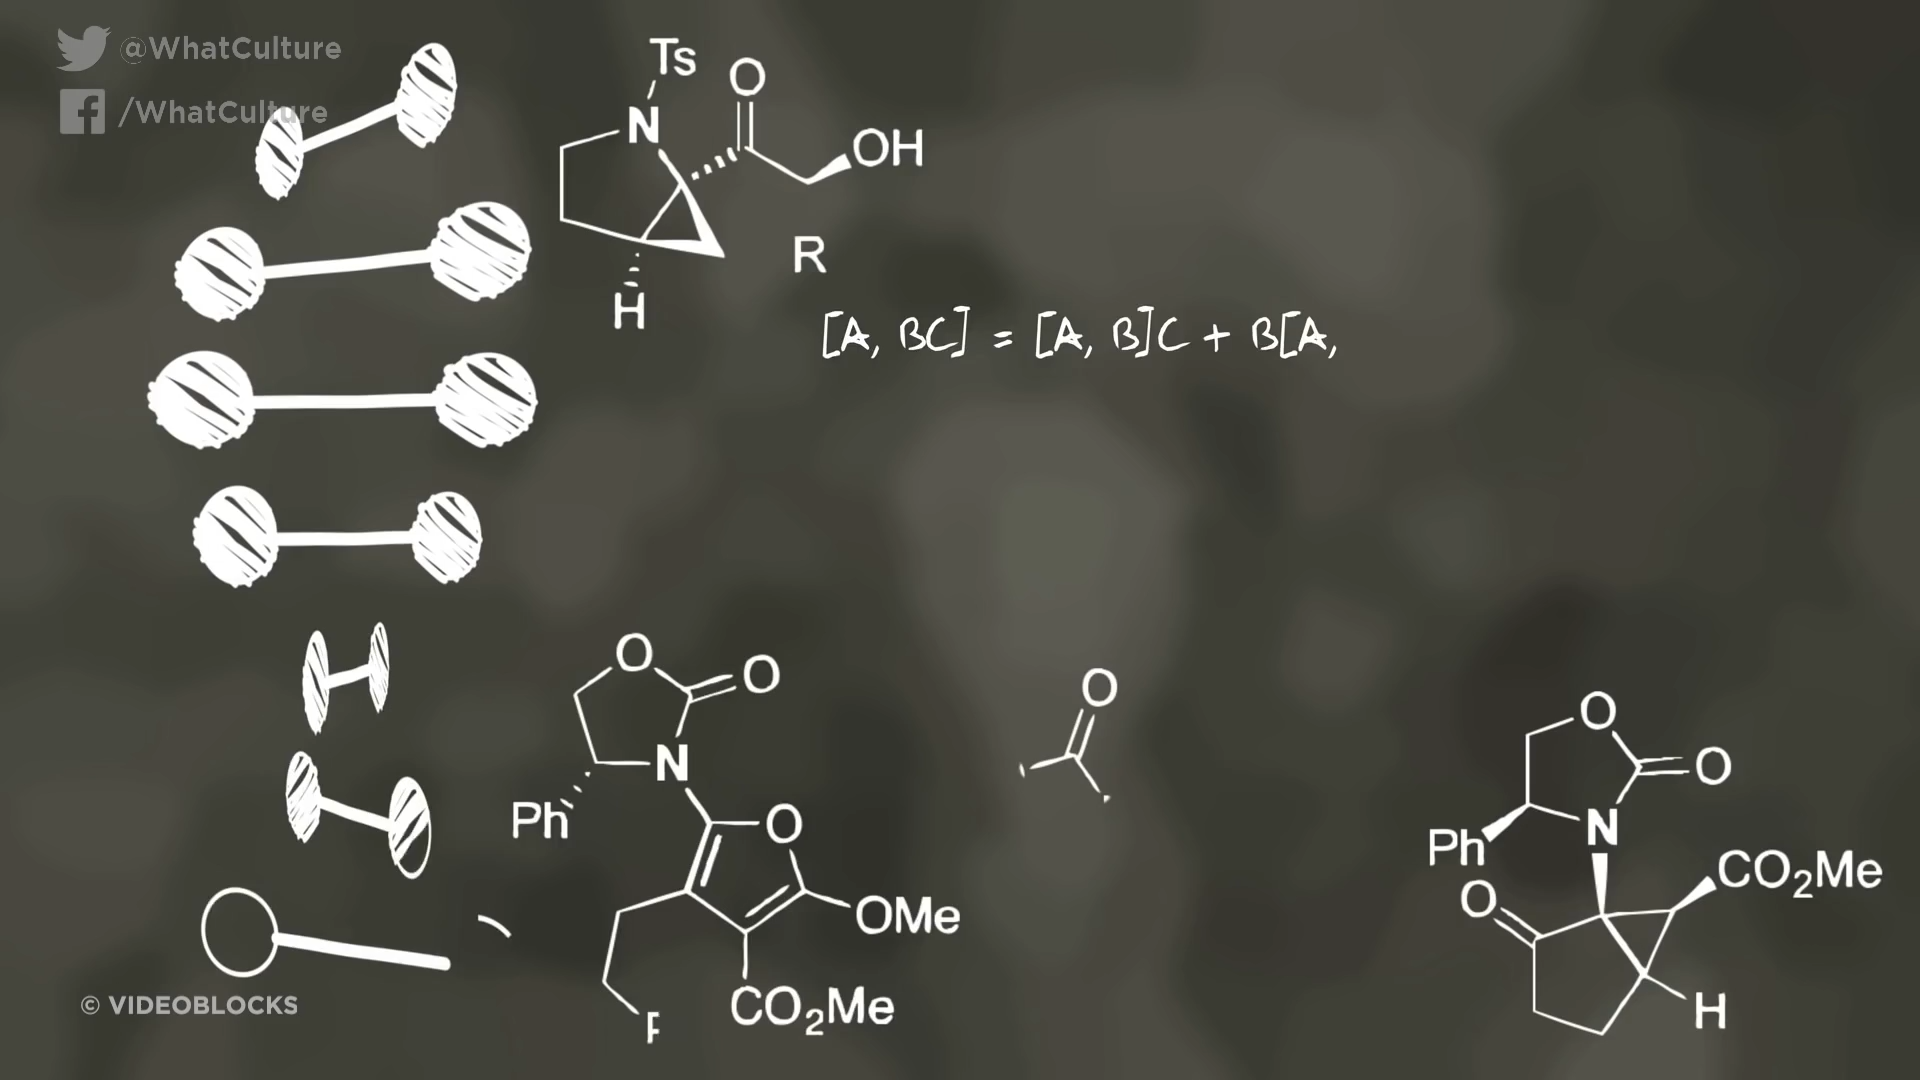 @WhatCulture
/WhatCulture
Ts
O
N
OH
R
H
[A, BC] = [A, B]C + B[A,
O
O
N
Ph
O
OMe
CO₂Me
O
O
O
N
Ph
CO₂Me
O
H
© VIDEOBLOCKS